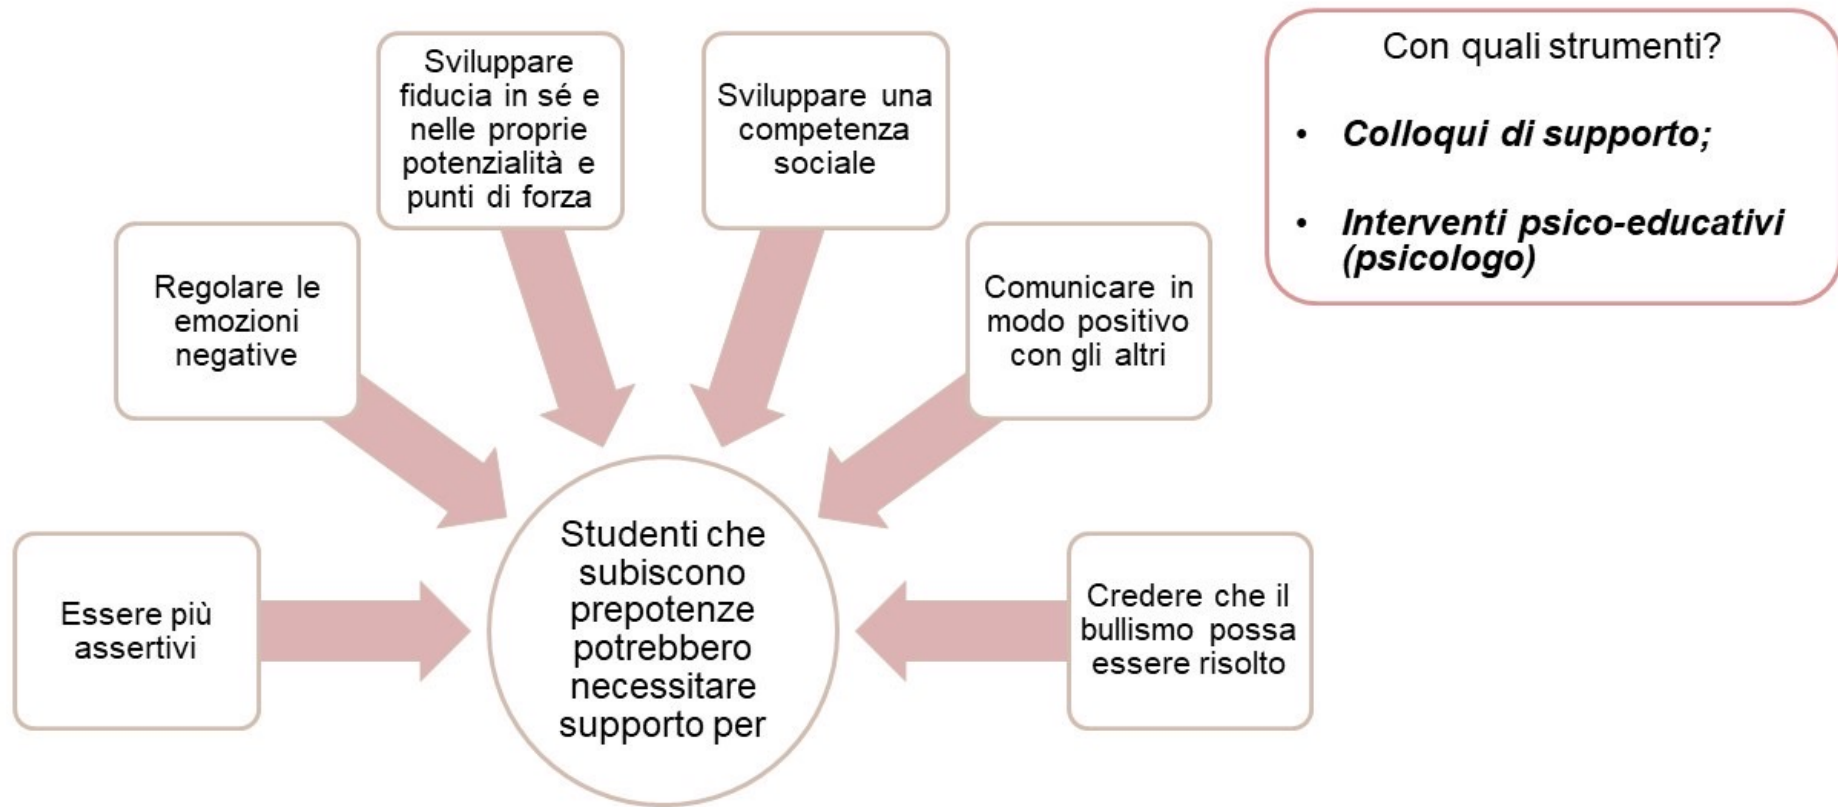 Sviluppare
fiducia in sé e
nelle proprie
potenzialità e
punti di forza
Sviluppare una
competenza
sociale
Con quali strumenti?
• Colloqui di supporto;
• Interventi psico-educativi
(psicologo)
Regolare le
emozioni
negative
Comunicare in
modo positivo
con gli altri
Essere più
assertivi
Studenti che
subiscono
prepotenze
potrebbero
necessitare
supporto per
Credere che il
bullismo possa
essere risolto